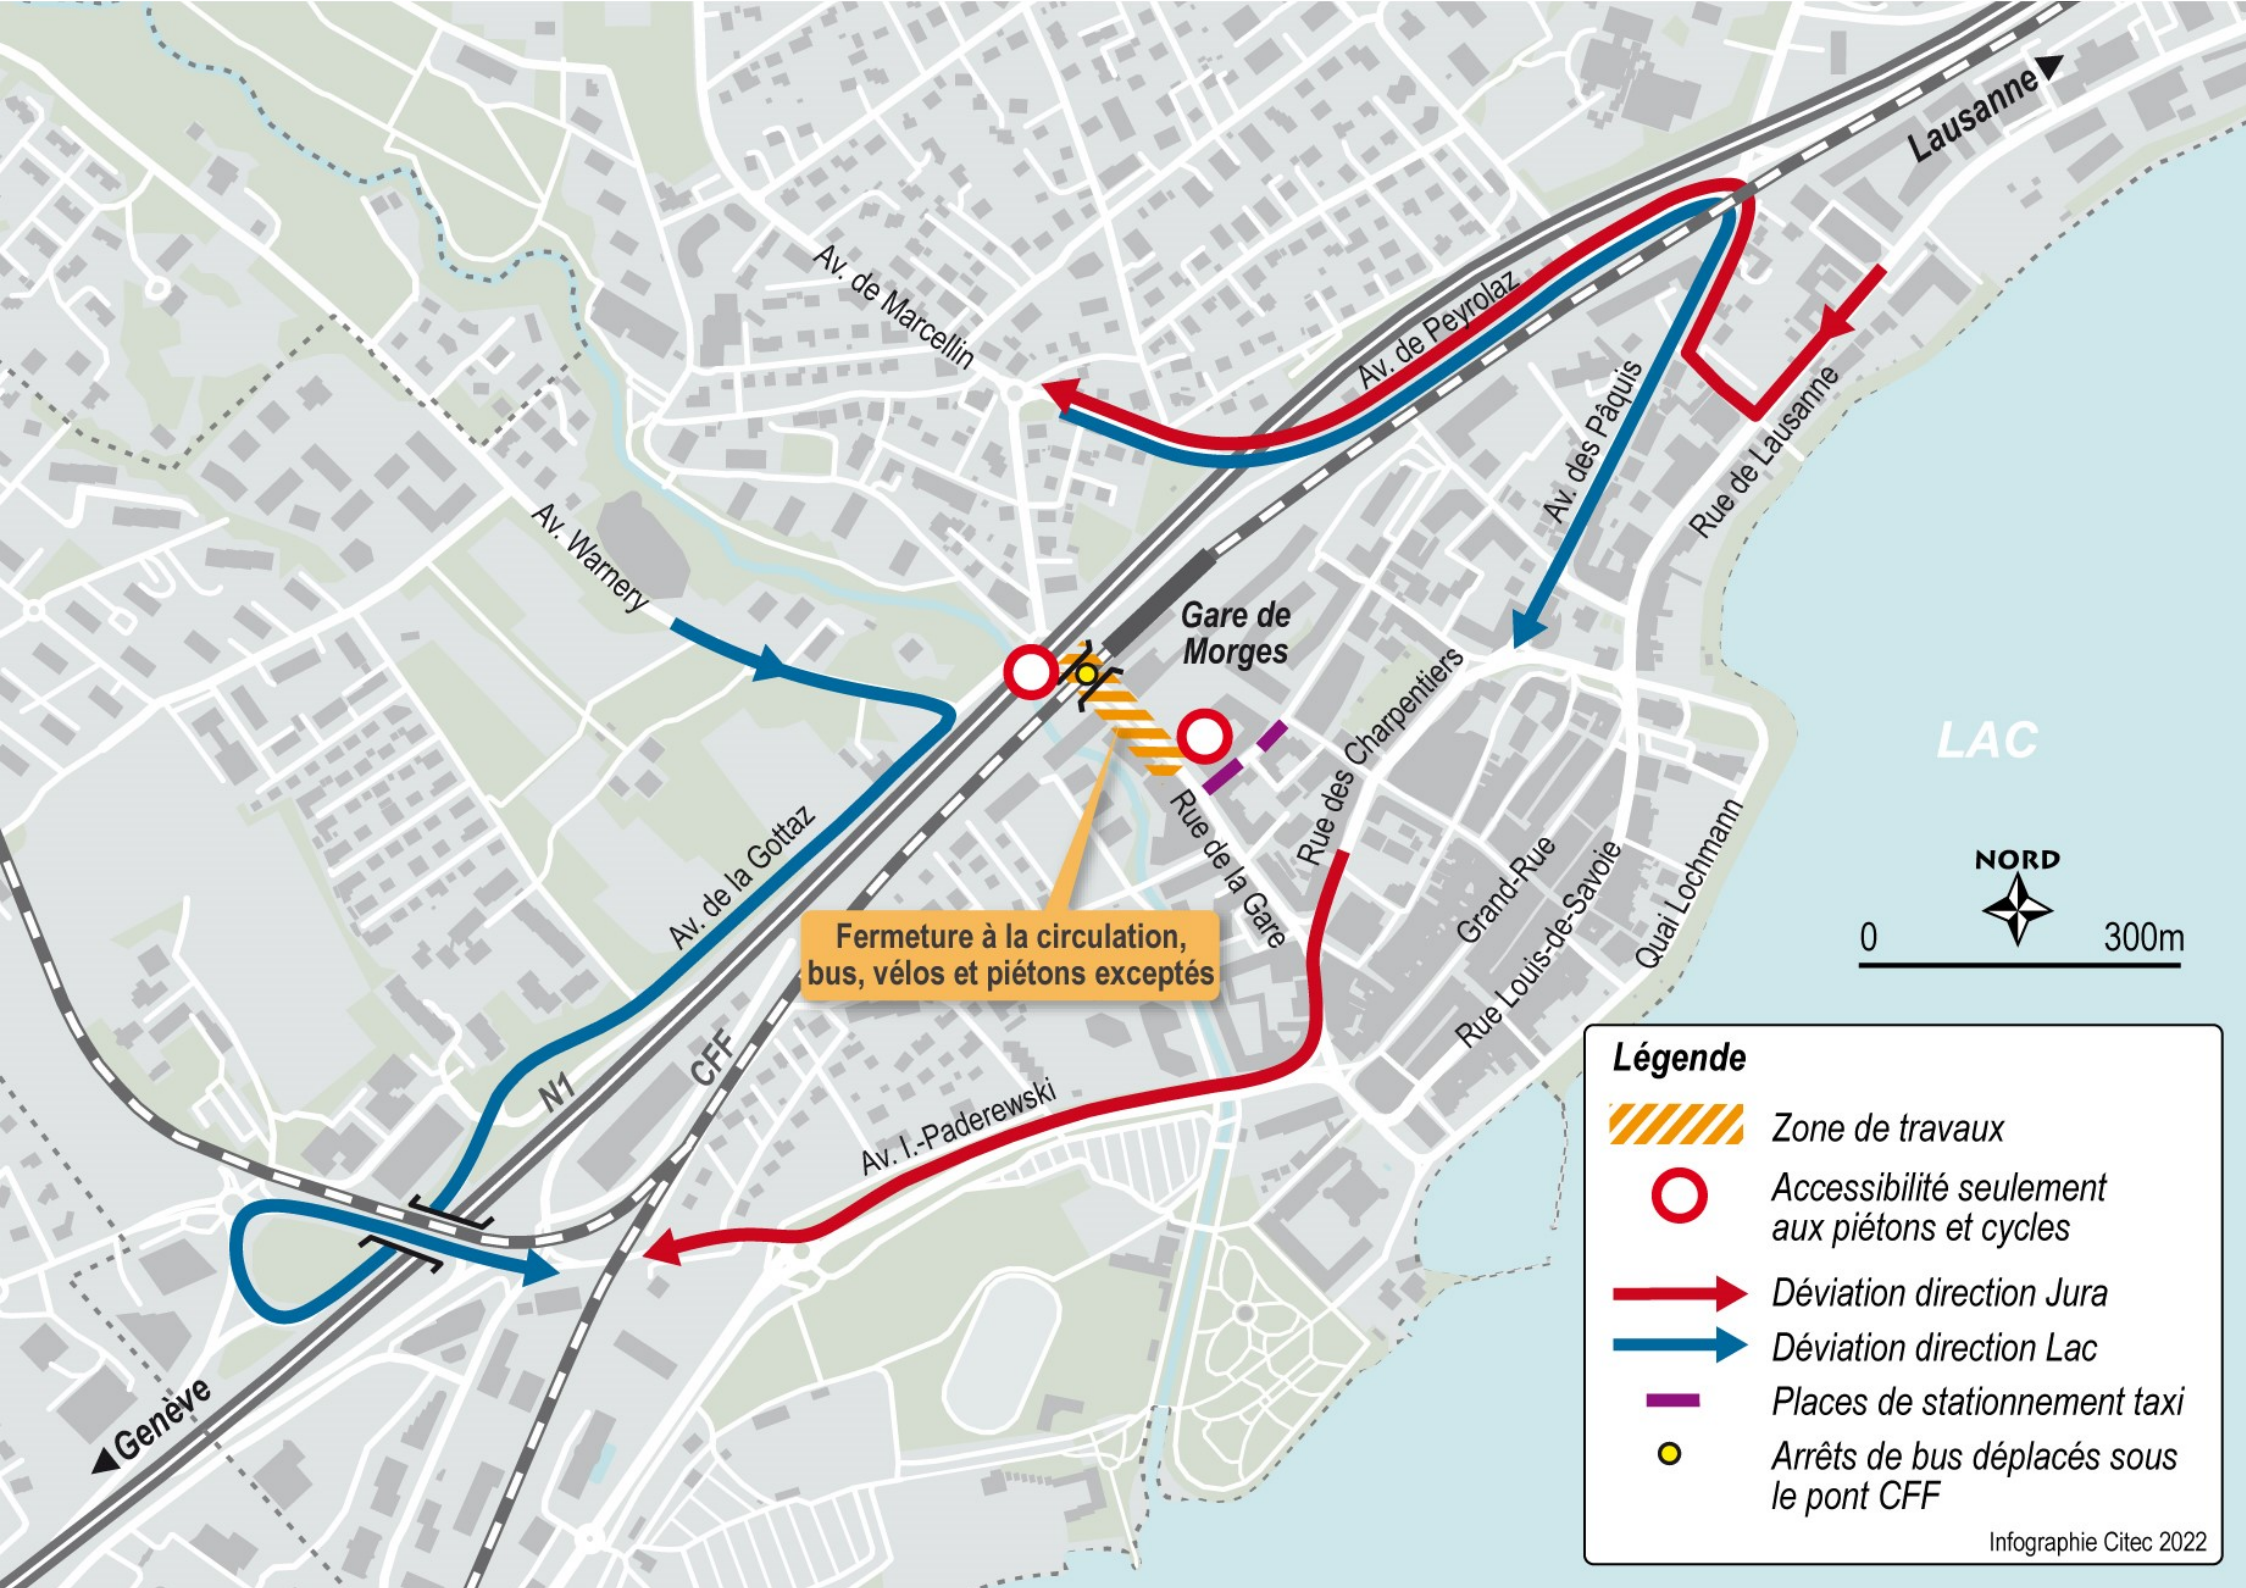 Lausanne
Av. de Marcellin
Av. de Peyrolaz
Av. des Pâquis
Rue de Lausanne
Av. Warnery
Gare de
Morges
Rue des Charpentiers
LAC
Av. de la Gottaz
Rue de la Gare
Grand-Rue
Rue Louis-de-Savoie
Quai Lochmann
NORD
0 300m
Fermeture à la circulation,
bus, vélos et piétons exceptés
N1
CFF
Av. I.-Paderewski
Genève
Légende
Zone de travaux
Accessibilité seulement
aux piétons et cycles
Déviation direction Jura
Déviation direction Lac
Places de stationnement taxi
Arrêts de bus déplacés sous
le pont CFF
Infographie Citec 2022